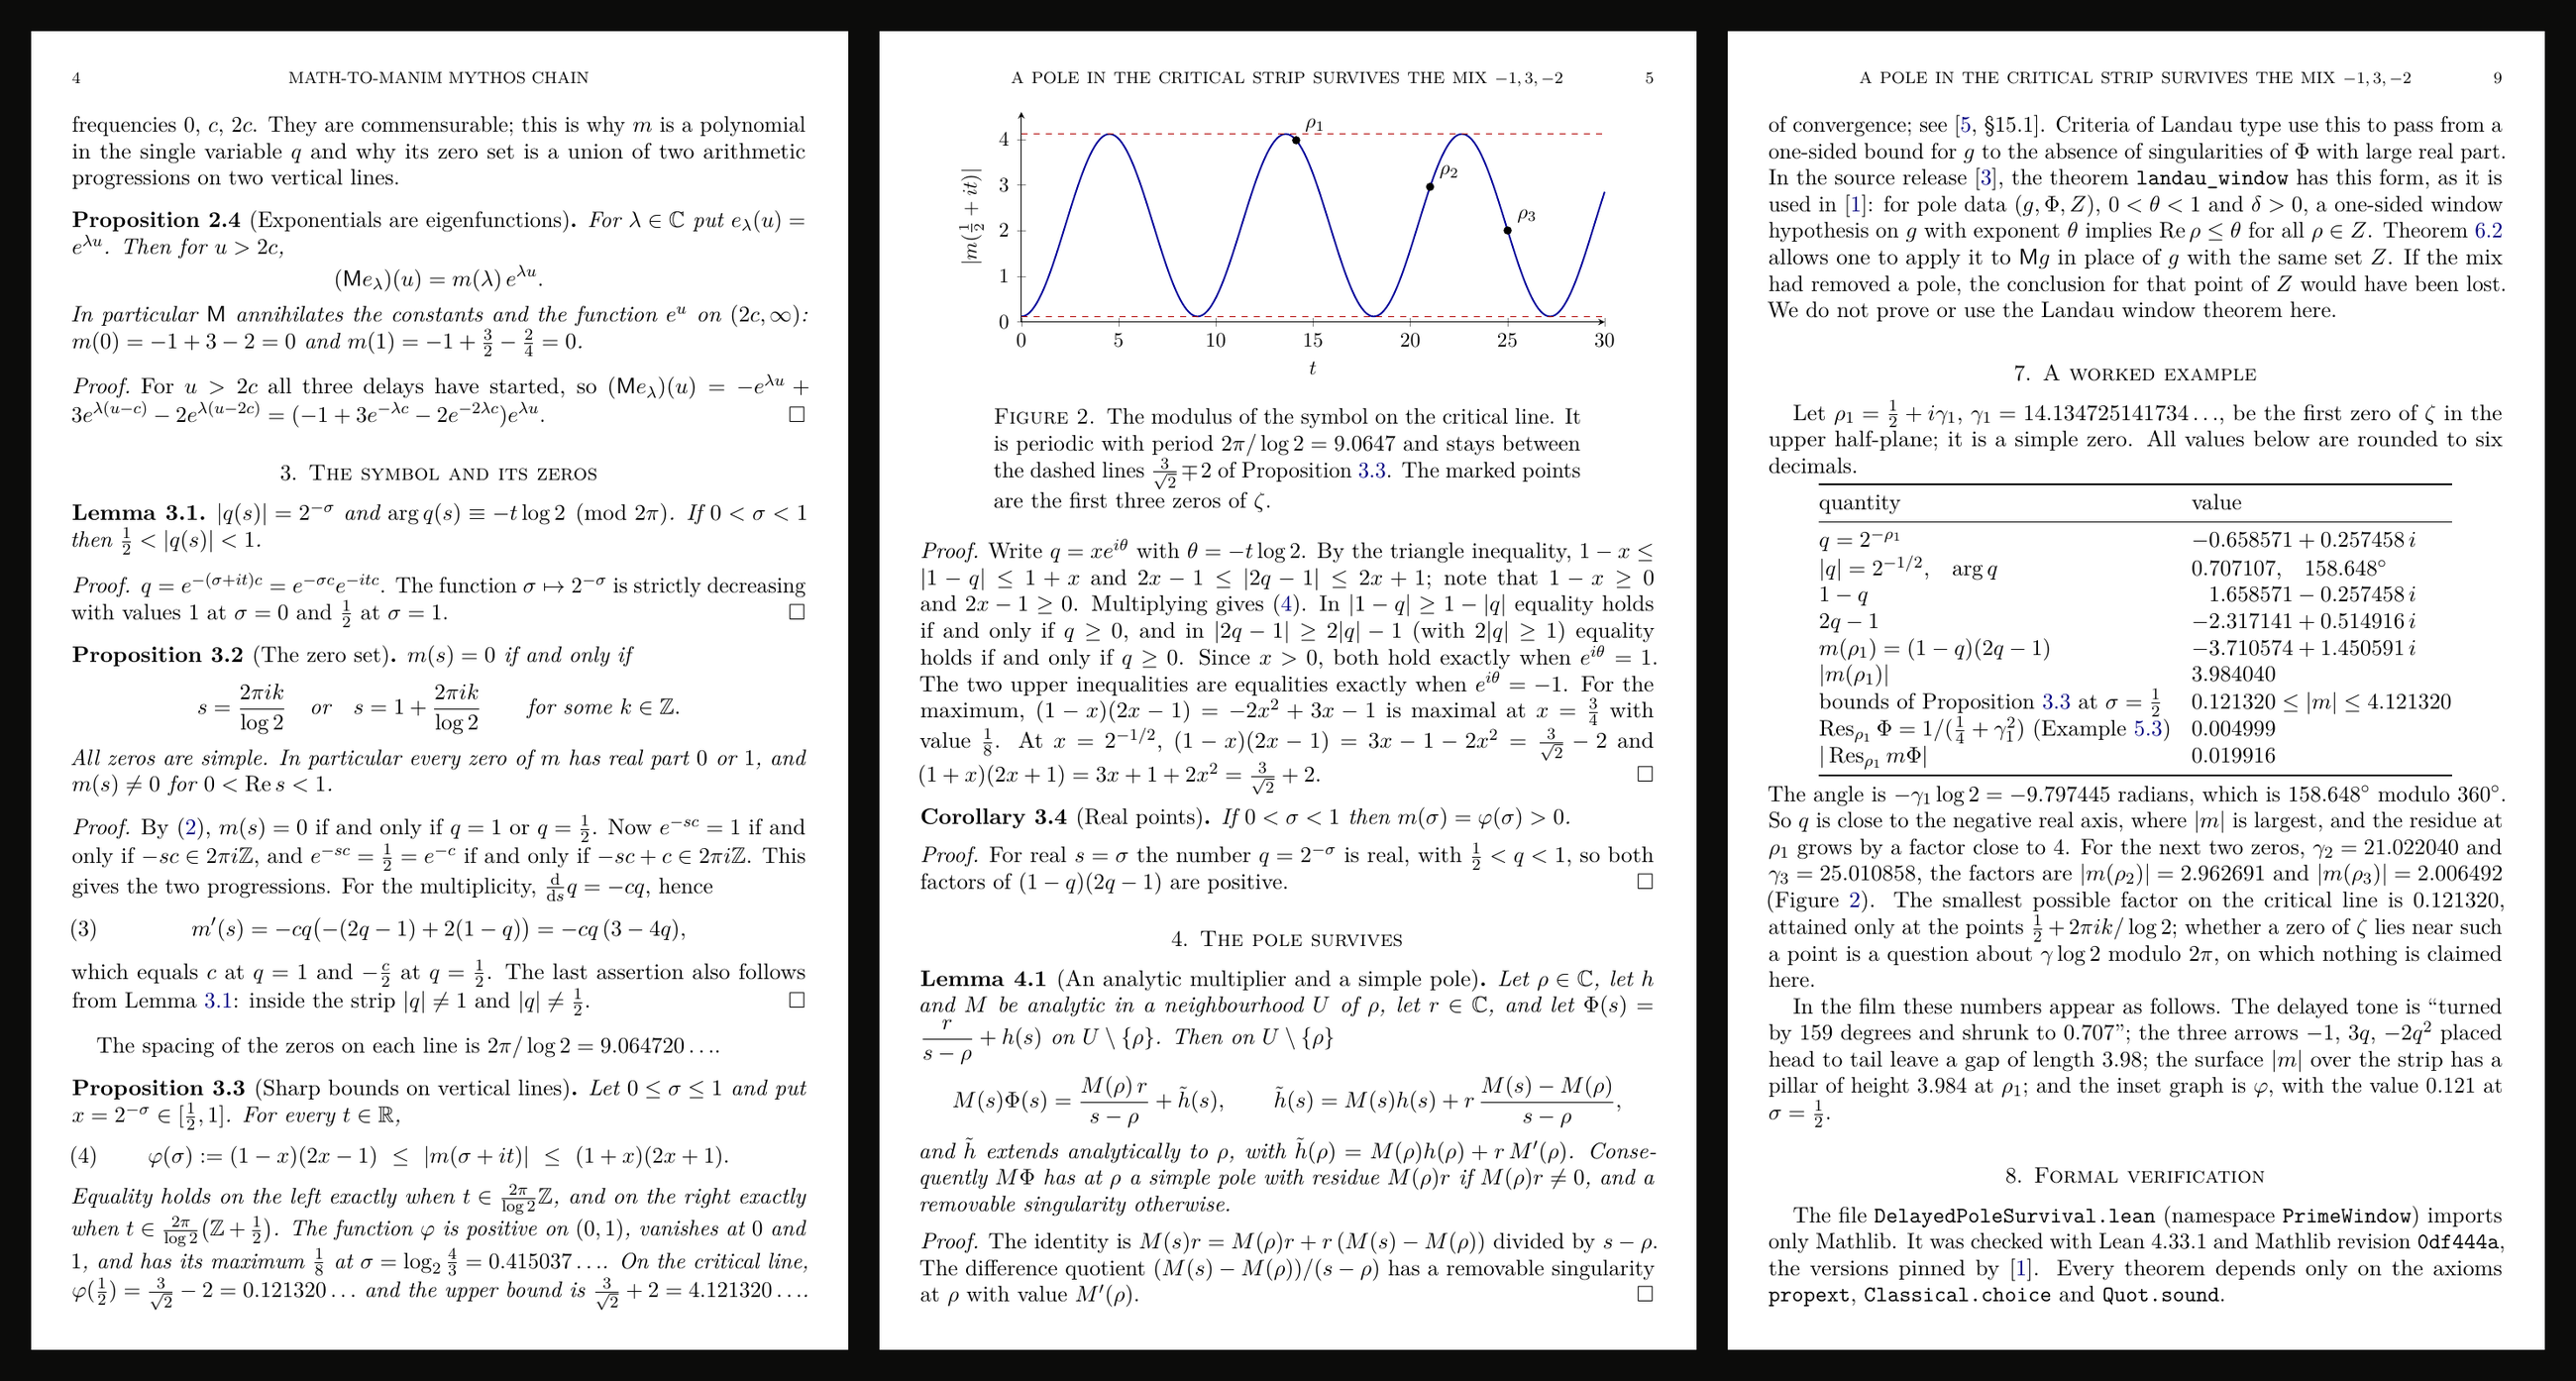 4 MATH-TO-MANIM MYTHOS CHAIN
frequencies 0, c, 2c. They are commensurable; this is why m is a polynomial
in the single variable q and why its zero set is a union of two arithmetic
progressions on two vertical lines.
Proposition 2.4 (Exponentials are eigenfunctions). For λ ∈ ℂ put e_λ(u) =
e^{λu}. Then for u > 2c,
(Me_λ)(u) = m(λ) e^{λu}.
In particular M annihilates the constants and the function e^u on (2c, ∞):
m(0) = −1 + 3 − 2 = 0 and m(1) = −1 + 3/2 − 2/4 = 0.
Proof. For u > 2c all three delays have started, so (Me_λ)(u) = −e^{λu} +
3e^{λ(u−c)} − 2e^{λ(u−2c)} = (−1 + 3e^{−λc} − 2e^{−2λc})e^{λu}. □
3. The symbol and its zeros
Lemma 3.1. |q(s)| = 2^{−σ} and arg q(s) ≡ −t log 2 (mod 2π). If 0 < σ < 1
then 1/2 < |q(s)| < 1.
Proof. q = e^{−(σ+it)c} = e^{−σc}e^{−itc}. The function σ ↦ 2^{−σ} is strictly decreasing
with values 1 at σ = 0 and 1/2 at σ = 1. □
Proposition 3.2 (The zero set). m(s) = 0 if and only if
s = 2πik/log 2 or s = 1 + 2πik/log 2 for some k ∈ ℤ.
All zeros are simple. In particular every zero of m has real part 0 or 1, and
m(s) ≠ 0 for 0 < Re s < 1.
Proof. By (2), m(s) = 0 if and only if q = 1 or q = 1/2. Now e^{−sc} = 1 if and
only if −sc ∈ 2πiℤ, and e^{−sc} = 1/2 = e^{−c} if and only if −sc + c ∈ 2πiℤ. This
gives the two progressions. For the multiplicity, d/ds q = −cq, hence
(3) m′(s) = −cq(−(2q − 1) + 2(1 − q)) = −cq (3 − 4q),
which equals c at q = 1 and −c/2 at q = 1/2. The last assertion also follows
from Lemma 3.1: inside the strip |q| ≠ 1 and |q| ≠ 1/2. □
The spacing of the zeros on each line is 2π/ log 2 = 9.064720 . . . .
Proposition 3.3 (Sharp bounds on vertical lines). Let 0 ≤ σ ≤ 1 and put
x = 2^{−σ} ∈ [1/2, 1]. For every t ∈ ℝ,
(4) φ(σ) := (1 − x)(2x − 1) ≤ |m(σ + it)| ≤ (1 + x)(2x + 1).
Equality holds on the left exactly when t ∈ 2π/log 2 ℤ, and on the right exactly
when t ∈ 2π/log 2 (ℤ + 1/2). The function φ is positive on (0, 1), vanishes at 0 and
1, and has its maximum 1/8 at σ = log₂ 4/3 = 0.415037 . . . . On the critical line,
φ(1/2) = 3/√2 − 2 = 0.121320 . . . and the upper bound is 3/√2 + 2 = 4.121320 . . . .
A POLE IN THE CRITICAL STRIP SURVIVES THE MIX −1, 3, −2 5
|m(1/2 + it)|
4
3
2
1
0
ρ₁
ρ₂
ρ₃
0 5 10 15 20 25 30
t
Figure 2. The modulus of the symbol on the critical line. It
is periodic with period 2π/ log 2 = 9.0647 and stays between
the dashed lines 3/√2 ∓ 2 of Proposition 3.3. The marked points
are the first three zeros of ζ.
Proof. Write q = xe^{iθ} with θ = −t log 2. By the triangle inequality, 1 − x ≤
|1 − q| ≤ 1 + x and 2x − 1 ≤ |2q − 1| ≤ 2x + 1; note that 1 − x ≥ 0
and 2x − 1 ≥ 0. Multiplying gives (4). In |1 − q| ≥ 1 − |q| equality holds
if and only if q ≥ 0, and in |2q − 1| ≥ 2|q| − 1 (with 2|q| ≥ 1) equality
holds if and only if q ≥ 0. Since x > 0, both hold exactly when e^{iθ} = 1.
The two upper inequalities are equalities exactly when e^{iθ} = −1. For the
maximum, (1 − x)(2x − 1) = −2x² + 3x − 1 is maximal at x = 3/4 with
value 1/8. At x = 2^{−1/2}, (1 − x)(2x − 1) = 3x − 1 − 2x² = 3/√2 − 2 and
(1 + x)(2x + 1) = 3x + 1 + 2x² = 3/√2 + 2. □
Corollary 3.4 (Real points). If 0 < σ < 1 then m(σ) = φ(σ) > 0.
Proof. For real s = σ the number q = 2^{−σ} is real, with 1/2 < q < 1, so both
factors of (1 − q)(2q − 1) are positive. □
4. The pole survives
Lemma 4.1 (An analytic multiplier and a simple pole). Let ρ ∈ ℂ, let h
and M be analytic in a neighbourhood U of ρ, let r ∈ ℂ, and let Φ(s) =
r/(s − ρ) + h(s) on U \ {ρ}. Then on U \ {ρ}
M(s)Φ(s) = M(ρ) r/(s − ρ) + h̃(s), h̃(s) = M(s)h(s) + r (M(s) − M(ρ))/(s − ρ),
and h̃ extends analytically to ρ, with h̃(ρ) = M(ρ)h(ρ) + r M′(ρ). Conse-
quently MΦ has at ρ a simple pole with residue M(ρ)r if M(ρ)r ≠ 0, and a
removable singularity otherwise.
Proof. The identity is M(s)r = M(ρ)r + r (M(s) − M(ρ)) divided by s − ρ.
The difference quotient (M(s) − M(ρ))/(s − ρ) has a removable singularity
at ρ with value M′(ρ). □
A POLE IN THE CRITICAL STRIP SURVIVES THE MIX −1, 3, −2 9
of convergence; see [5, §15.1]. Criteria of Landau type use this to pass from a
one-sided bound for g to the absence of singularities of Φ with large real part.
In the source release [3], the theorem landau_window has this form, as it is
used in [1]: for pole data (g, Φ, Z), 0 < θ < 1 and δ > 0, a one-sided window
hypothesis on g with exponent θ implies Re ρ ≤ θ for all ρ ∈ Z. Theorem 6.2
allows one to apply it to Mg in place of g with the same set Z. If the mix
had removed a pole, the conclusion for that point of Z would have been lost.
We do not prove or use the Landau window theorem here.
7. A worked example
Let ρ₁ = 1/2 + iγ₁, γ₁ = 14.134725141734 . . ., be the first zero of ζ in the
upper half-plane; it is a simple zero. All values below are rounded to six
decimals.
quantity value
q = 2^{−ρ₁} −0.658571 + 0.257458 i
|q| = 2^{−1/2}, arg q 0.707107, 158.648°
1 − q 1.658571 − 0.257458 i
2q − 1 −2.317141 + 0.514916 i
m(ρ₁) = (1 − q)(2q − 1) −3.710574 + 1.450591 i
|m(ρ₁)| 3.984040
bounds of Proposition 3.3 at σ = 1/2 0.121320 ≤ |m| ≤ 4.121320
Res_{ρ₁} Φ = 1/(1/4 + γ₁²) (Example 5.3) 0.004999
| Res_{ρ₁} mΦ| 0.019916
The angle is −γ₁ log 2 = −9.797445 radians, which is 158.648° modulo 360°.
So q is close to the negative real axis, where |m| is largest, and the residue at
ρ₁ grows by a factor close to 4. For the next two zeros, γ₂ = 21.022040 and
γ₃ = 25.010858, the factors are |m(ρ₂)| = 2.962691 and |m(ρ₃)| = 2.006492
(Figure 2). The smallest possible factor on the critical line is 0.121320,
attained only at the points 1/2 + 2πik/ log 2; whether a zero of ζ lies near such
a point is a question about γ log 2 modulo 2π, on which nothing is claimed
here.
In the film these numbers appear as follows. The delayed tone is “turned
by 159 degrees and shrunk to 0.707”; the three arrows −1, 3q, −2q² placed
head to tail leave a gap of length 3.98; the surface |m| over the strip has a
pillar of height 3.984 at ρ₁; and the inset graph is φ, with the value 0.121 at
σ = 1/2.
8. Formal verification
The file DelayedPoleSurvival.lean (namespace PrimeWindow) imports
only Mathlib. It was checked with Lean 4.33.1 and Mathlib revision 0df444a,
the versions pinned by [1]. Every theorem depends only on the axioms
propext, Classical.choice and Quot.sound.